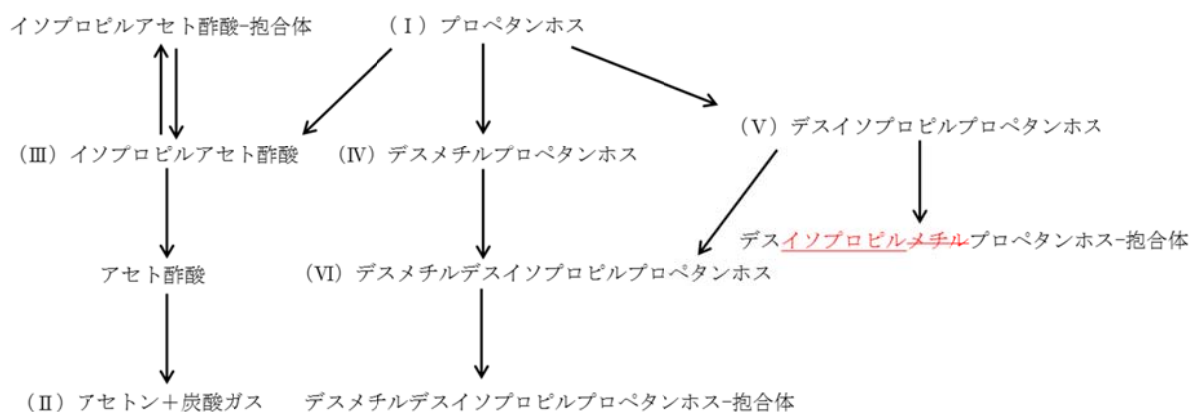 イソプロピルアセト酢酸-抱合体
(Ⅰ)プロペタンホス
(Ⅴ)デスイソプロピルプロペタンホス
(Ⅲ)イソプロピルアセト酢酸
(Ⅳ)デスメチルプロペタンホス
デスイソプロピルメチルプロペタンホス-抱合体
アセト酢酸
(Ⅵ)デスメチルデスイソプロピルプロペタンホス
(Ⅱ)アセトン+炭酸ガス
デスメチルデスイソプロピルプロペタンホス-抱合体